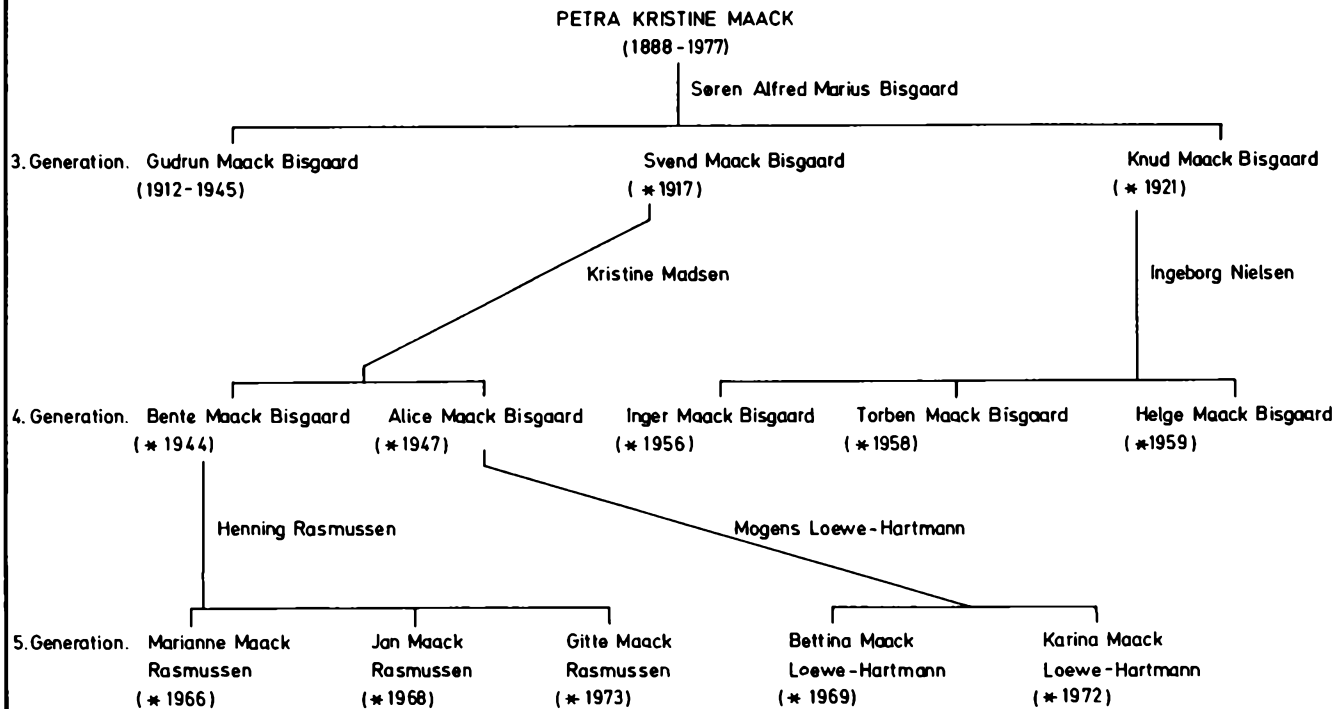 PETRA KRISTINE MAACK
(1888-1977)
Søren Alfred Marius Bisgaard
3.Generation. Gudrun Maack Bisgaard Svend Maack Bisgaard Knud Maack Bisgaard
(1912-1945) (*1917) (*1921)
Kristine Madsen Ingeborg Nielsen
4.Generation. Bente Maack Bisgaard Alice Maack Bisgaard Inger Maack Bisgaard Torben Maack Bisgaard Helge Maack Bisgaard
(*1944) (*1947) (*1956) (*1958) (*1959)
Henning Rasmussen Mogens Loewe-Hartmann
5.Generation. Marianne Maack Jan Maack Gitte Maack Bettina Maack Karina Maack
Rasmussen Rasmussen Rasmussen Loewe-Hartmann Loewe-Hartmann
(*1966) (*1968) (*1973) (*1969) (*1972)